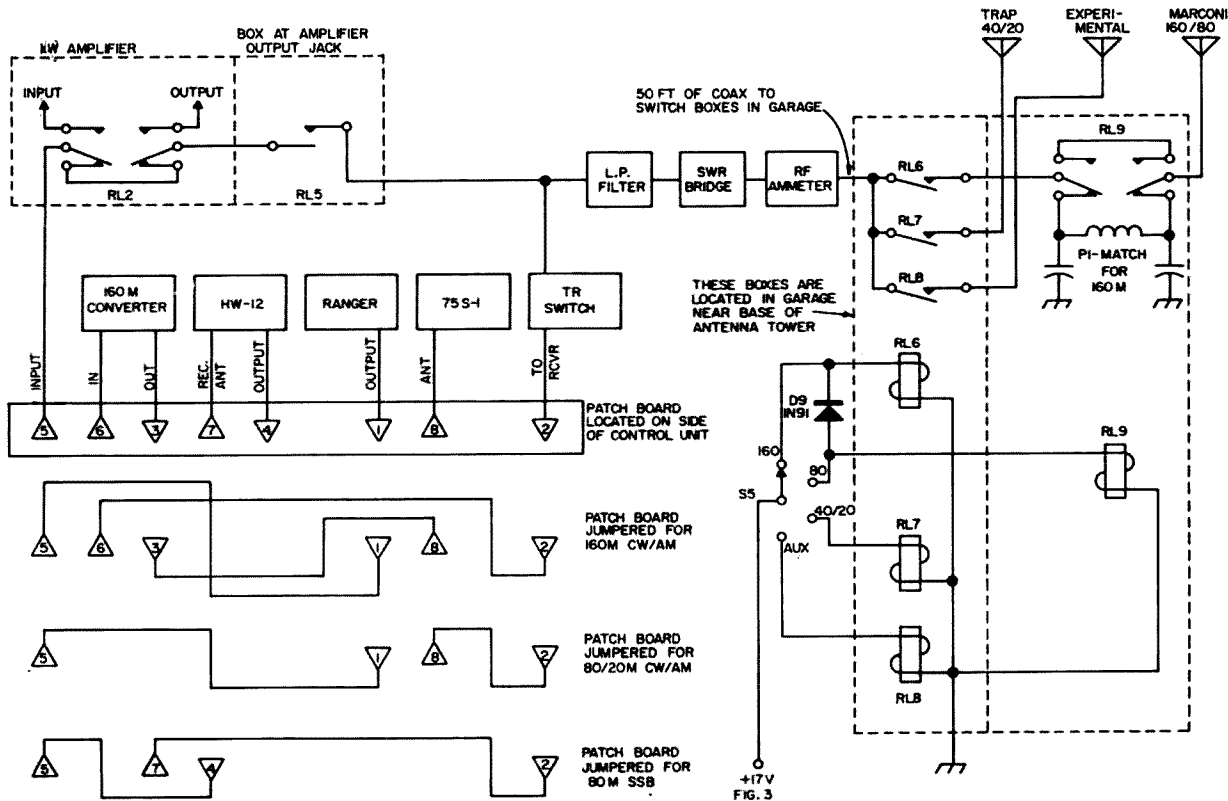 TRAP
40/20
EXPERI-
MENTAL
MARCONI
160/80
KW AMPLIFIER
BOX AT AMPLIFIER
OUTPUT JACK
INPUT
OUTPUT
RL2
RL5
50 FT OF COAX TO
SWITCH BOXES IN GARAGE
L.P.
FILTER
SWR
BRIDGE
RF
AMMETER
RL6
RL7
RL8
RL9
PI-MATCH
FOR
160 M
160 M
CONVERTER
HW-12
RANGER
75 S-1
TR
SWITCH
THESE BOXES ARE
LOCATED IN GARAGE
NEAR BASE OF
ANTENNA TOWER
INPUT
IN
OUT
REC.
ANT
OUTPUT
OUTPUT
ANT
TO
RCVR
5
6
3
7
4
1
8
2
PATCH BOARD
LOCATED ON SIDE
OF CONTROL UNIT
RL6
D9
IN91
RL9
160
80
S5
40/20
AUX
RL7
RL8
5
6
3
1
8
2
PATCH BOARD
JUMPERED FOR
160M CW/AM
5
1
8
2
PATCH BOARD
JUMPERED FOR
80/20M CW/AM
5
7
4
2
PATCH BOARD
JUMPERED FOR
80M SSB
+17V
FIG. 3